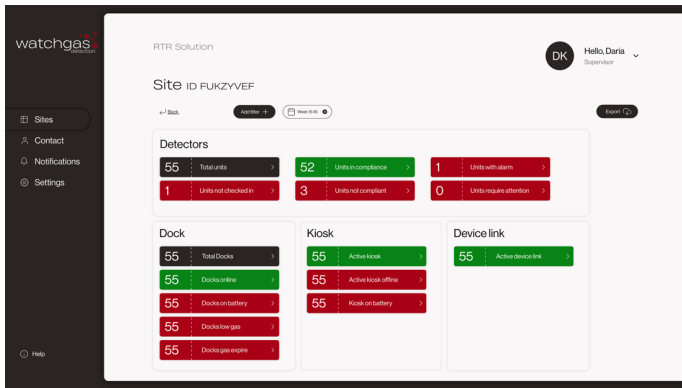 watchgas
detection
RTR Solution
DK
Hello, Daria
Supervisor
Site ID FUKZYVEF
Back
Add filter +
Week 15-18
Export
Sites
Contact
Notifications
Settings
Help
Detectors
55 Total units
52 Units in compliance
1 Units with alarm
1 Units not checked in
3 Units not compliant
0 Units require attention
Dock
55 Total Docks
55 Docks online
55 Docks on battery
55 Docks low gas
55 Docks gas expire
Kiosk
55 Active kiosk
55 Active kiosk offline
55 Kiosk on battery
Device link
55 Active device link